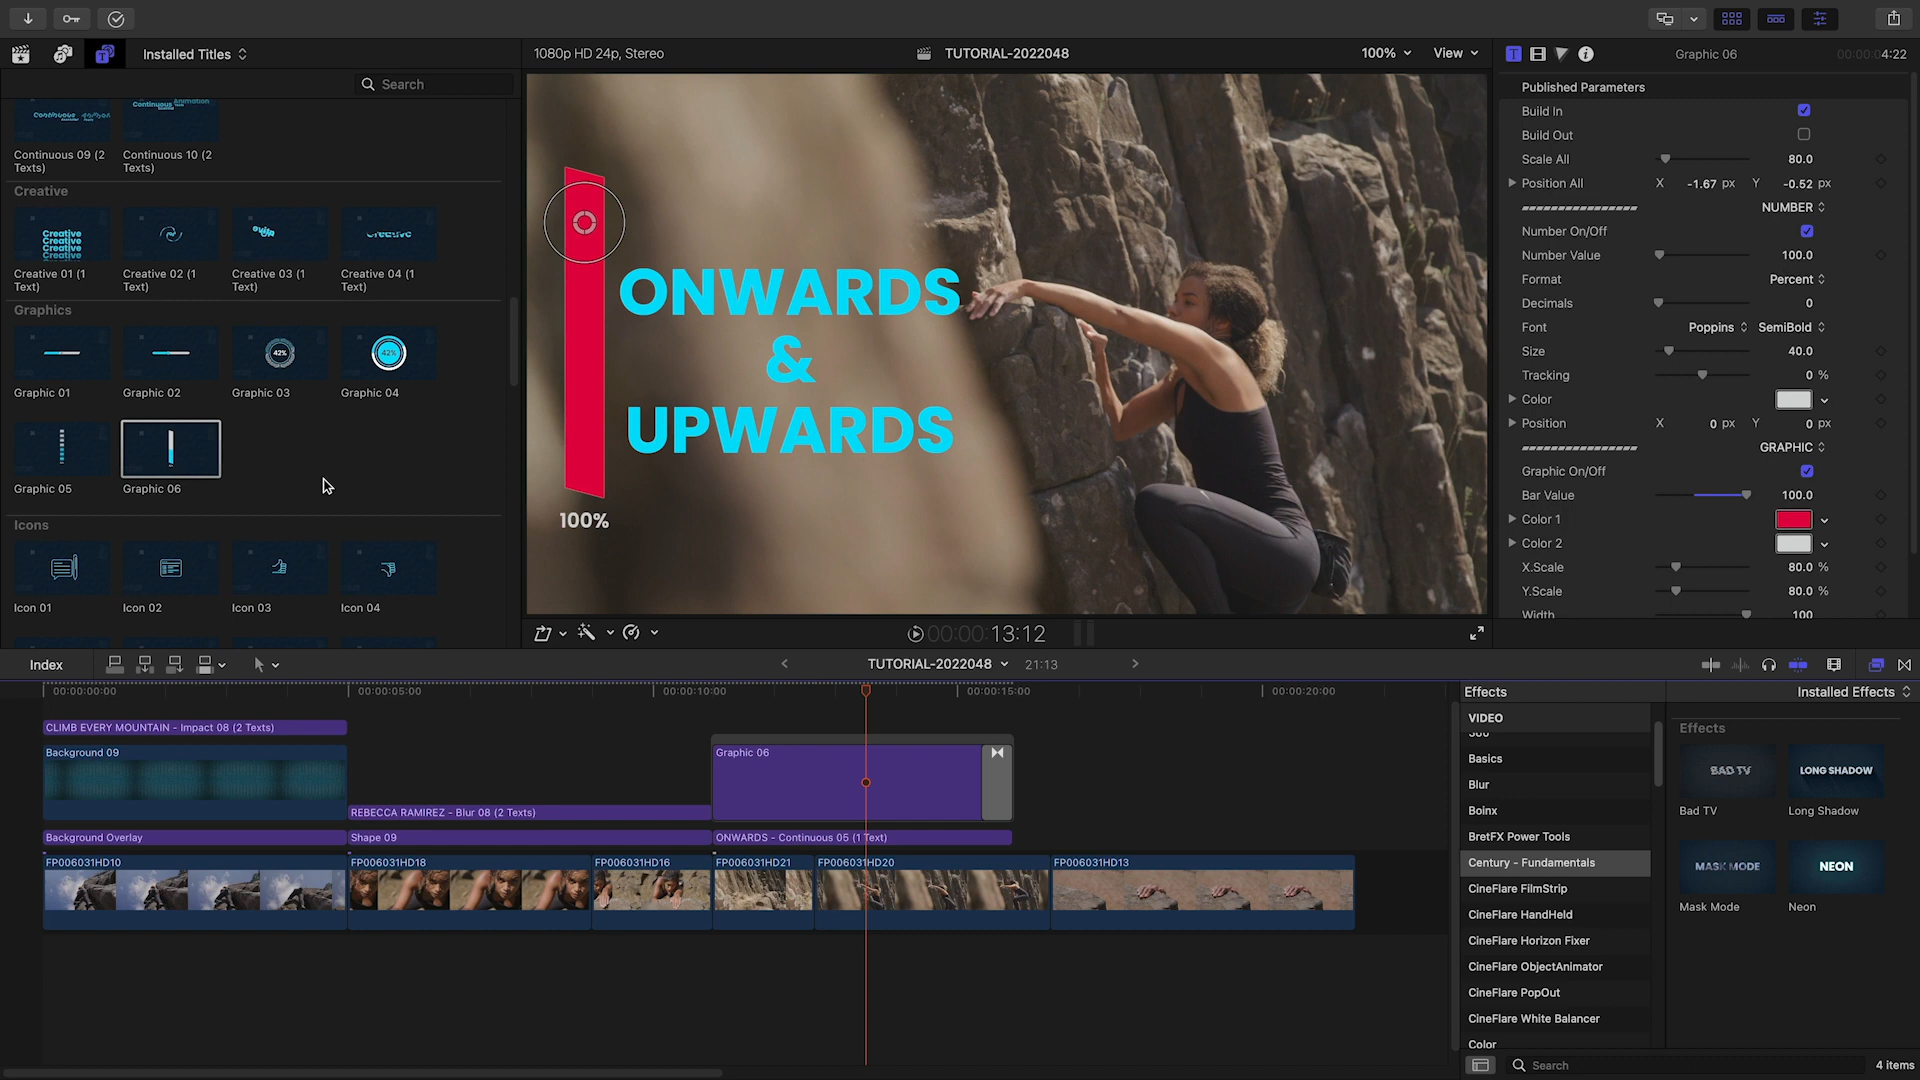 Installed Titles
1080p HD 24p, Stereo
TUTORIAL-2022048
100%
View
Graphic 06
00:00:04:22
Search
Continuous 09 (2 Texts)
Continuous 10 (2 Texts)
Creative
Creative
Creative
Creative
Creative
Creative 01 (1 Text)
Creative 02 (1 Text)
Creative 03 (1 Text)
Creative 04 (1 Text)
Graphics
42%
42%
Graphic 01
Graphic 02
Graphic 03
Graphic 04
Graphic 05
Graphic 06
Icons
Icon 01
Icon 02
Icon 03
Icon 04
ONWARDS
&
UPWARDS
100%
00:00:13:12
Published Parameters
Build In
Build Out
Scale All 80.0
Position All X -1.67 px Y -0.52 px
NUMBER
Number On/Off
Number Value 100.0
Format Percent
Decimals 0
Font Poppins SemiBold
Size 40.0
Tracking 0 %
Color
Position X 0 px Y 0 px
GRAPHIC
Graphic On/Off
Bar Value 100.0
Color 1
Color 2
X.Scale 80.0 %
Y.Scale 80.0 %
Width 100
Index
TUTORIAL-2022048 21:13
00:00:00:00
00:00:05:00
00:00:10:00
00:00:15:00
00:00:20:00
CLIMB EVERY MOUNTAIN - Impact 08 (2 Texts)
Background 09
Graphic 06
REBECCA RAMIREZ - Blur 08 (2 Texts)
Background Overlay
Shape 09
ONWARDS - Continuous 05 (1 Text)
FP006031HD10
FP006031HD18
FP006031HD16
FP006031HD21
FP006031HD20
FP006031HD13
Effects
Installed Effects
VIDEO
360
Basics
Blur
Boinx
BretFX Power Tools
Century - Fundamentals
CineFlare FilmStrip
CineFlare HandHeld
CineFlare Horizon Fixer
CineFlare ObjectAnimator
CineFlare PopOut
CineFlare White Balancer
Color
Effects
BAD TV
LONG SHADOW
Bad TV
Long Shadow
MASK MODE
NEON
Mask Mode
Neon
Search
4 items